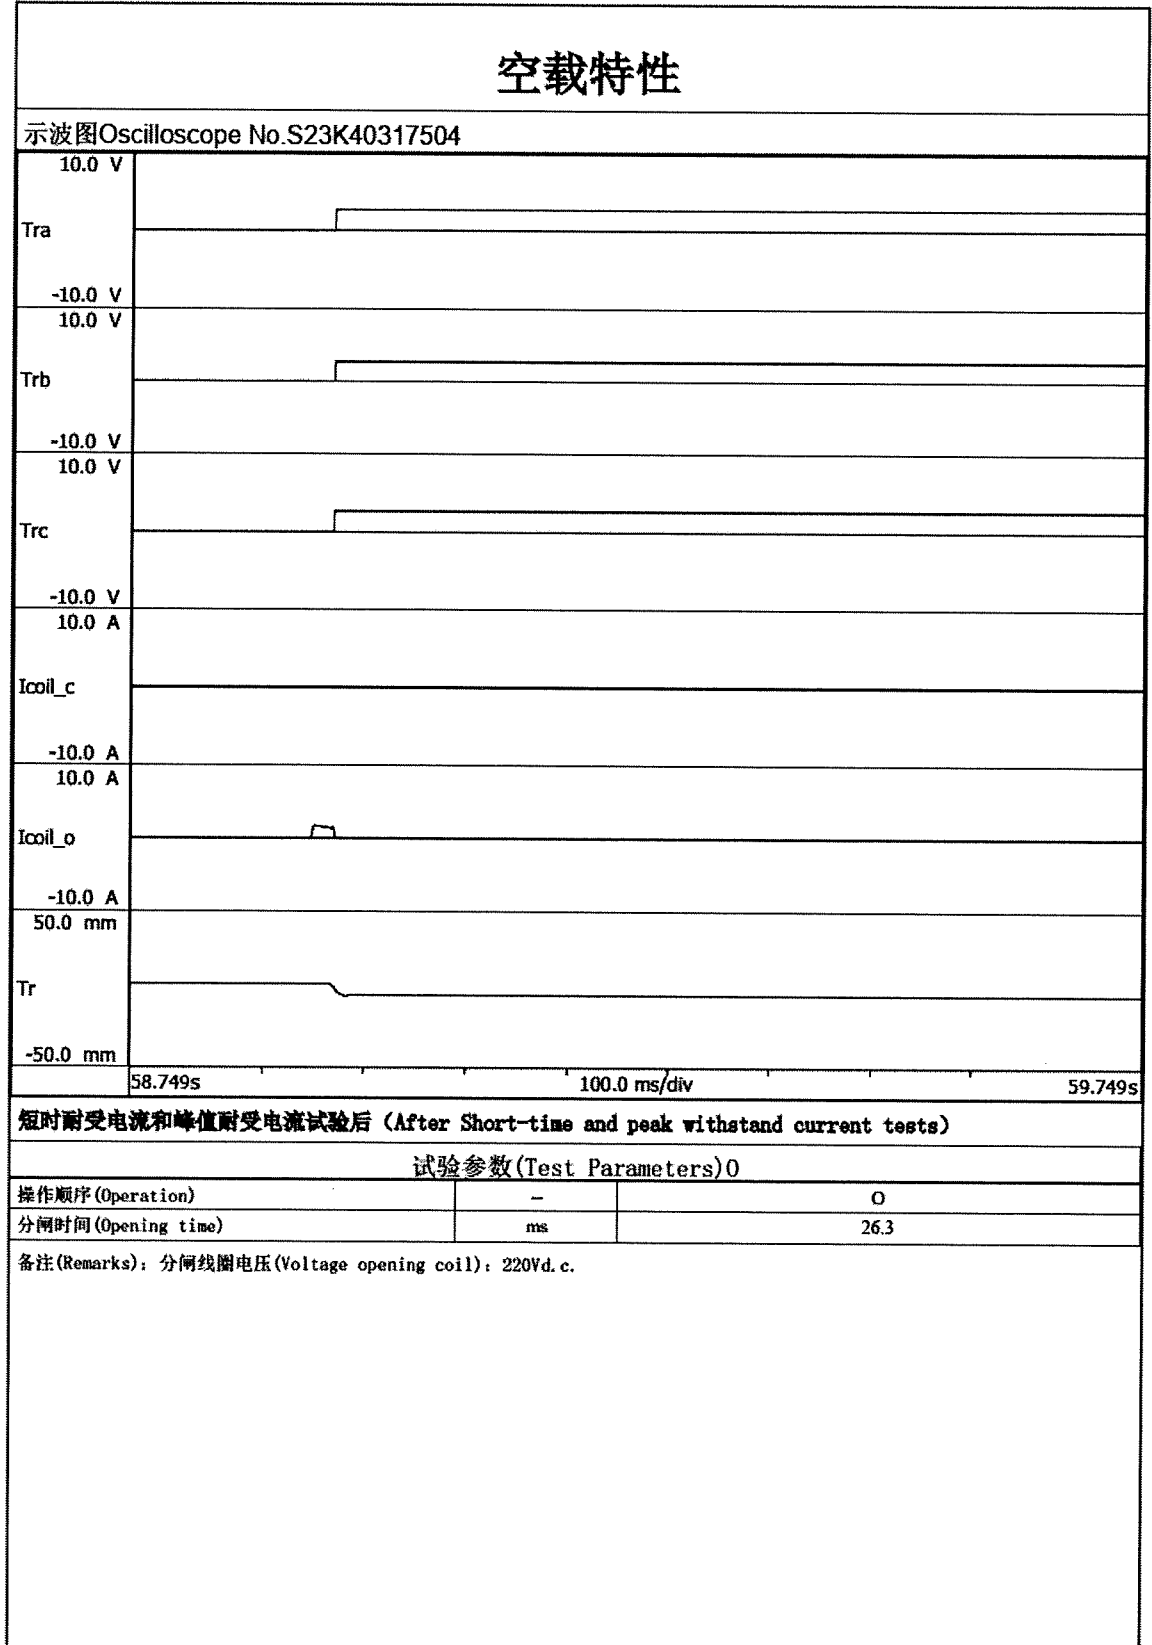 空载特性
示波图Oscilloscope No.S23K40317504
10.0 V
Tra
-10.0 V
10.0 V
Trb
-10.0 V
10.0 V
Trc
-10.0 V
10.0 A
Icoil_c
-10.0 A
10.0 A
Icoil_o
-10.0 A
50.0 mm
Tr
-50.0 mm
58.749s 100.0 ms/div 59.749s
短时耐受电流和峰值耐受电流试验后（After Short-time and peak withstand current tests）
试验参数(Test Parameters)O
操作顺序(Operation) — O
分闸时间(Opening time) ms 26.3
备注(Remarks)：分闸线圈电压(Voltage opening coil)：220Vd.c.